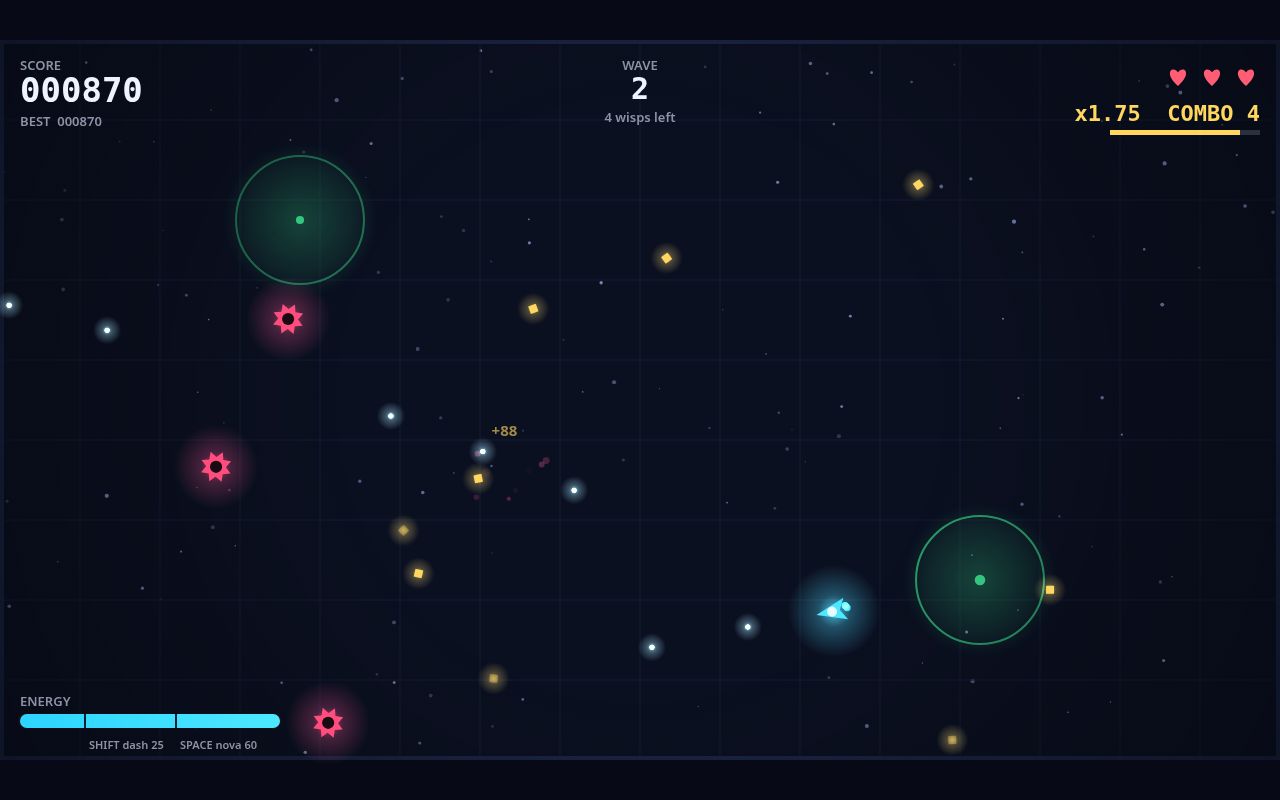 SCORE
000870
BEST 000870
WAVE
2
4 wisps left
x1.75 COMBO 4
+88
ENERGY
SHIFT dash 25 SPACE nova 60